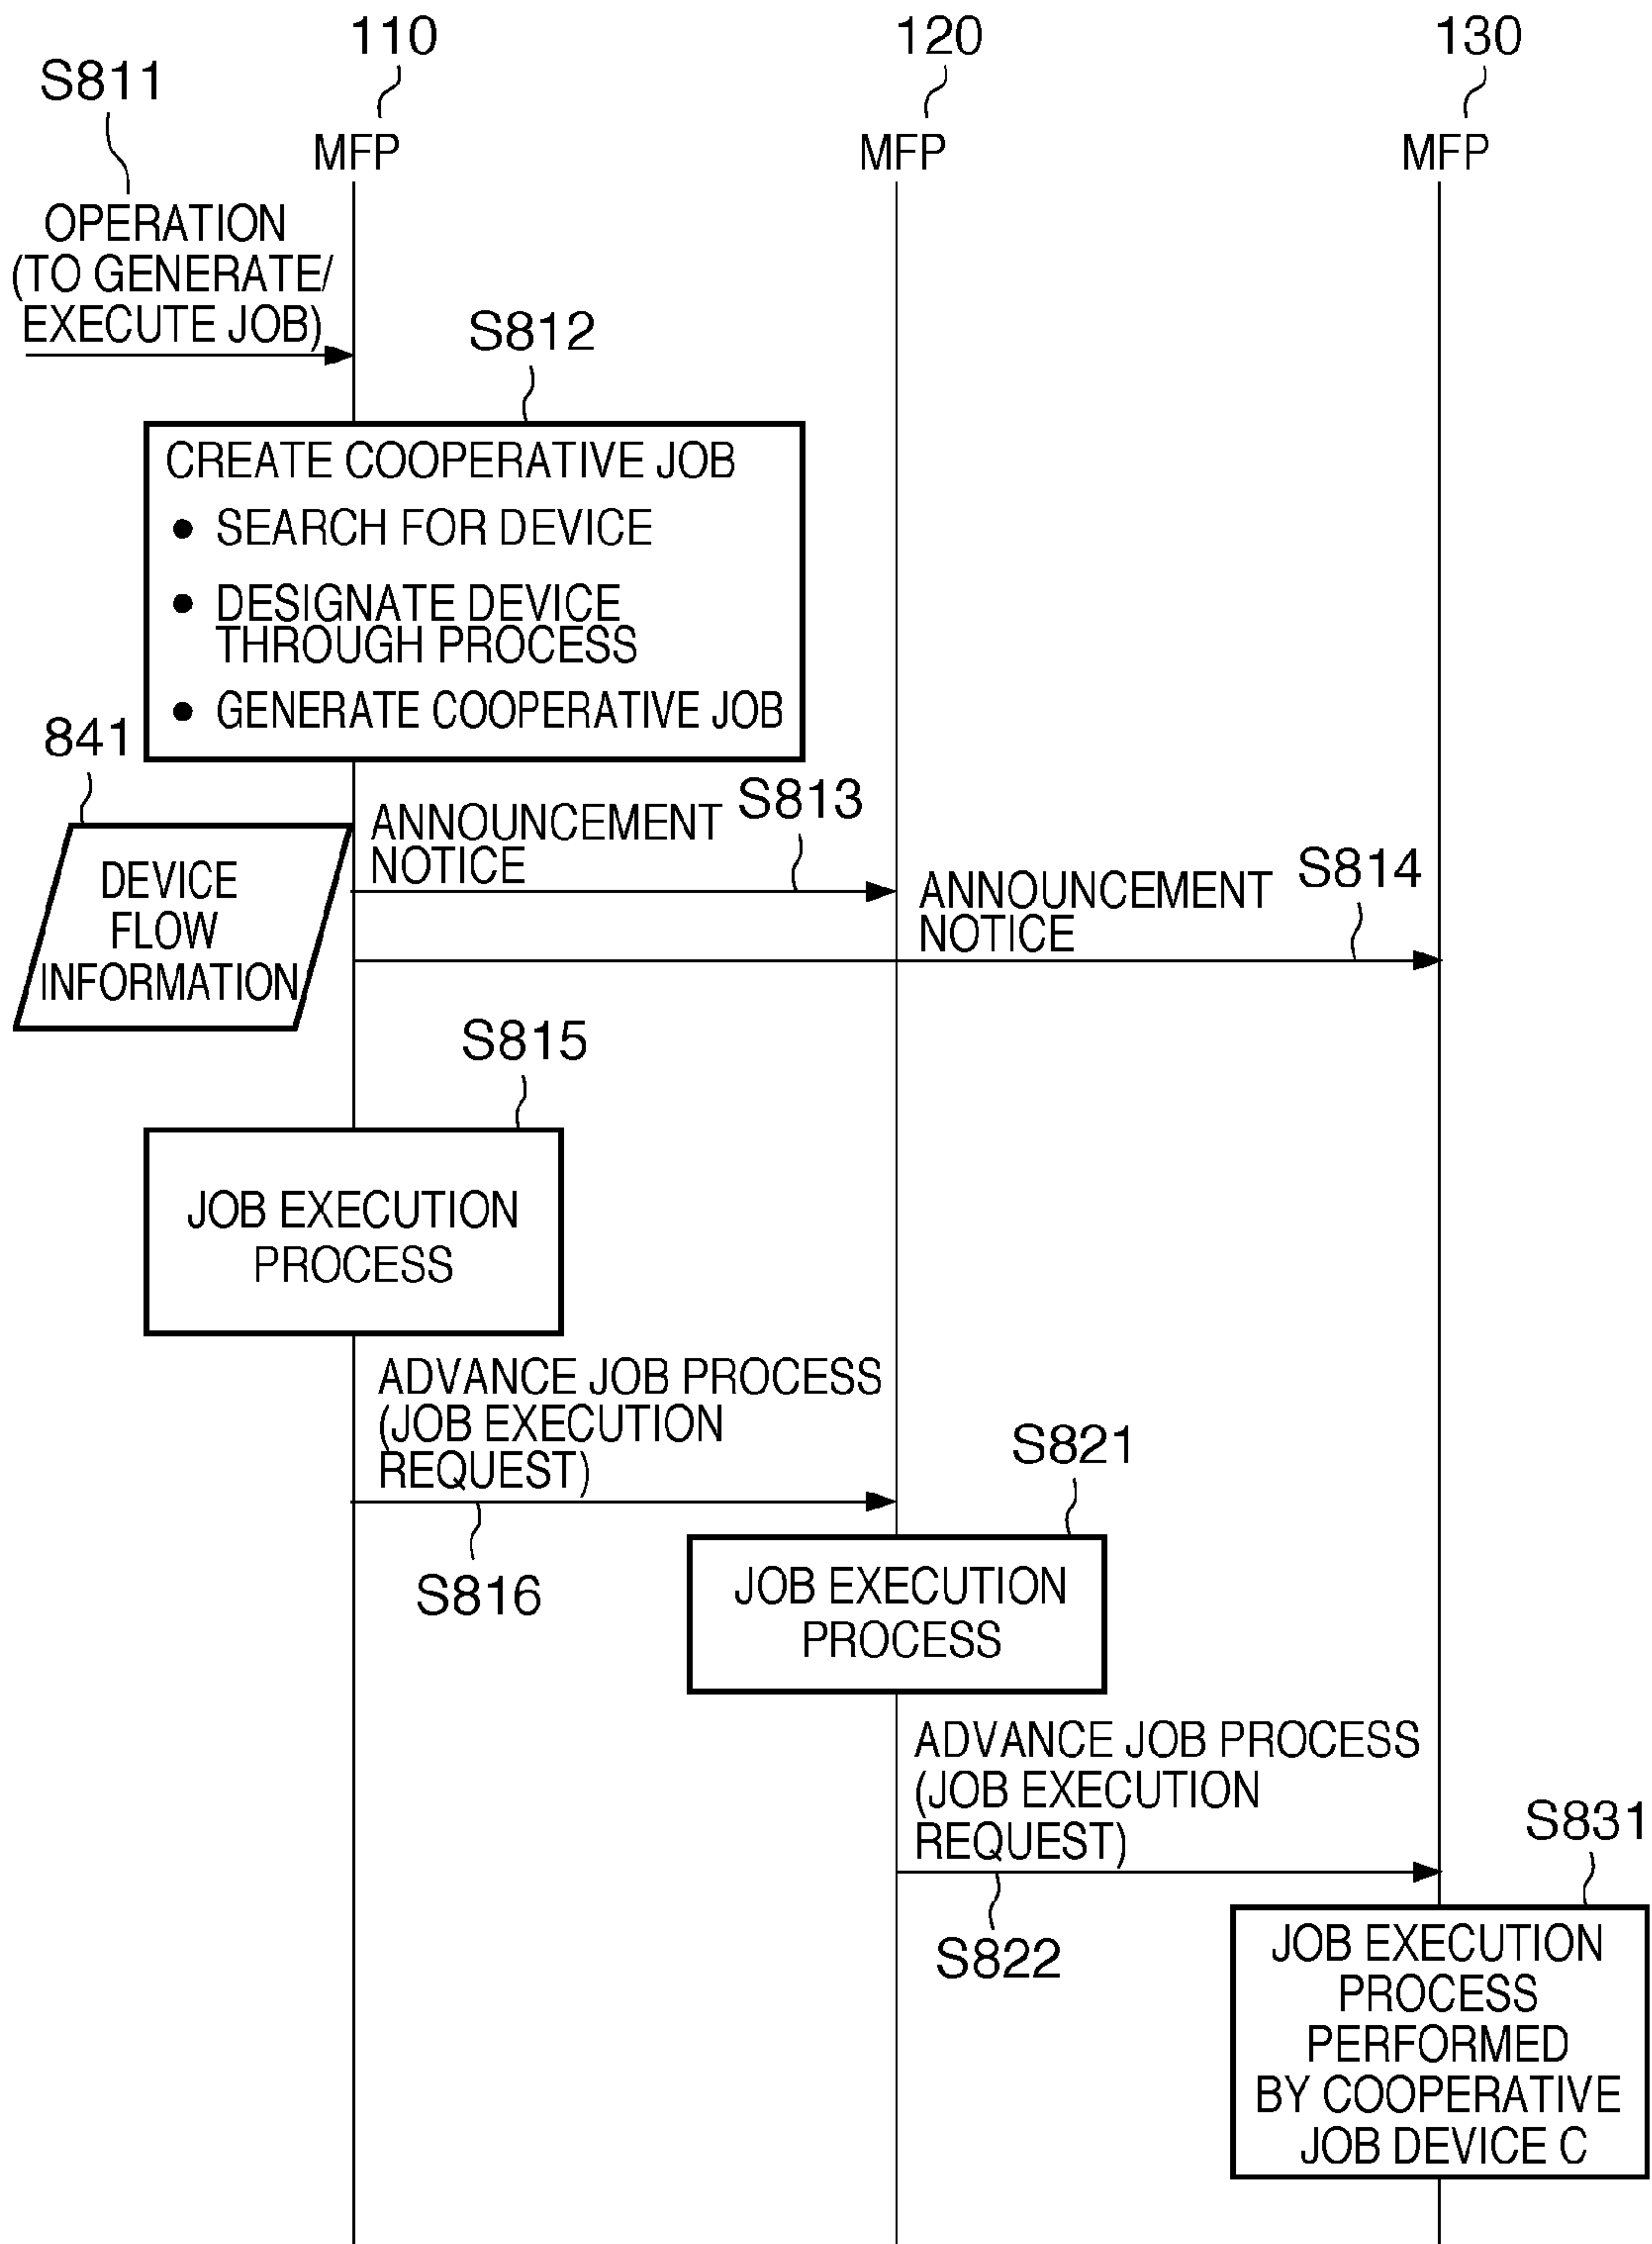 110
120
130
S811
MFP
MFP
MFP
OPERATION
(TO GENERATE/
EXECUTE JOB)
S812
CREATE COOPERATIVE JOB
● SEARCH FOR DEVICE
● DESIGNATE DEVICE
THROUGH PROCESS
● GENERATE COOPERATIVE JOB
841
DEVICE
FLOW
INFORMATION
ANNOUNCEMENT
NOTICE
S813
ANNOUNCEMENT
NOTICE
S814
S815
JOB EXECUTION
PROCESS
ADVANCE JOB PROCESS
(JOB EXECUTION
REQUEST)
S816
S821
JOB EXECUTION
PROCESS
ADVANCE JOB PROCESS
(JOB EXECUTION
REQUEST)
S822
S831
JOB EXECUTION
PROCESS
PERFORMED
BY COOPERATIVE
JOB DEVICE C